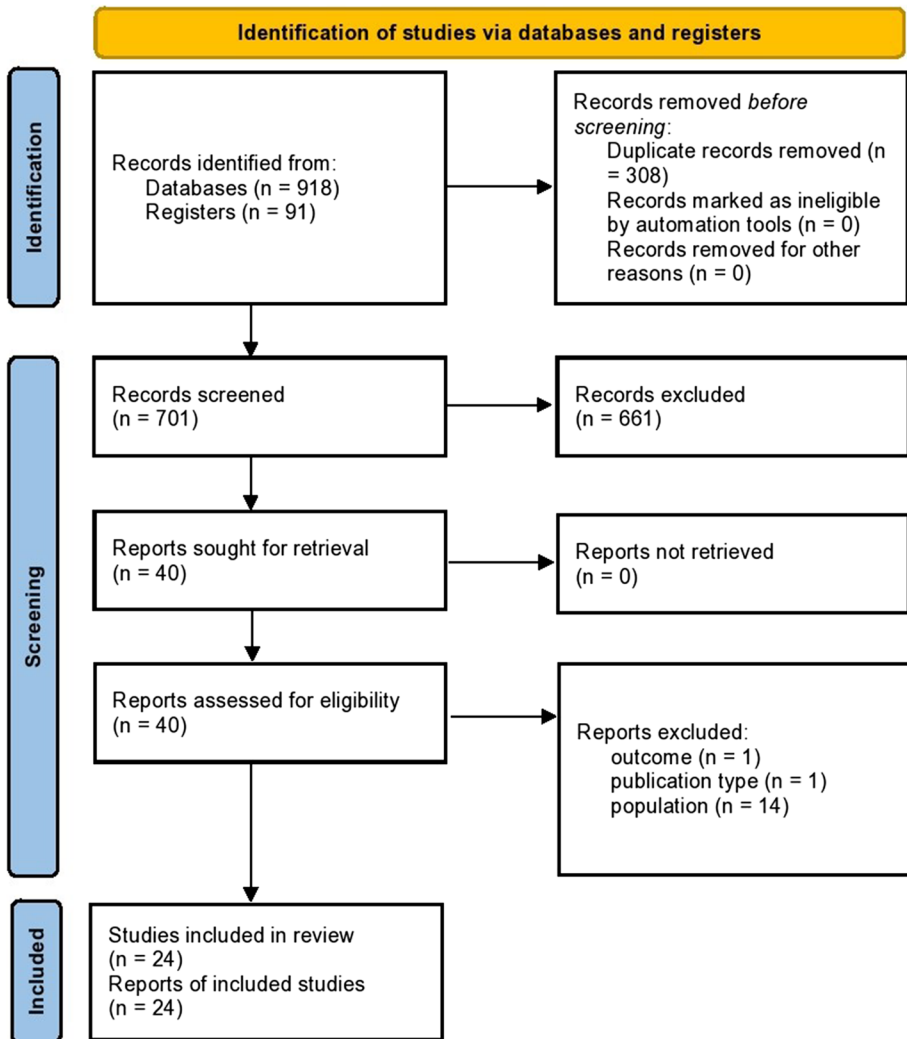 Identification of studies via databases and registers
Identification
Records identified from:
Databases (n = 918)
Registers (n = 91)
Records removed before
screening:
Duplicate records removed (n
= 308)
Records marked as ineligible
by automation tools (n = 0)
Records removed for other
reasons (n = 0)
Screening
Records screened
(n = 701)
Records excluded
(n = 661)
Reports sought for retrieval
(n = 40)
Reports not retrieved
(n = 0)
Reports assessed for eligibility
(n = 40)
Reports excluded:
outcome (n = 1)
publication type (n = 1)
population (n = 14)
Included
Studies included in review
(n = 24)
Reports of included studies
(n = 24)